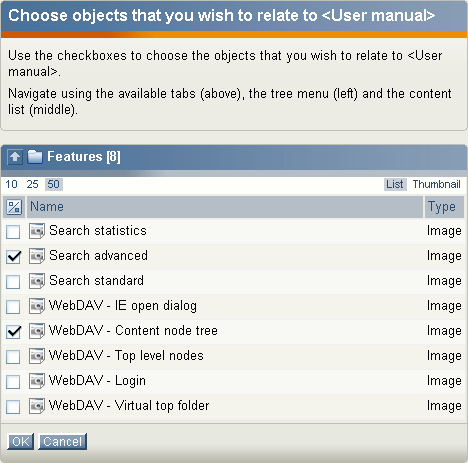 Choose objects that you wish to relate to <User manual>
Use the checkboxes to choose the objects that you wish to relate to <User
manual>.
Navigate using the available tabs (above), the tree menu (left) and the content
list (middle).
Features [8]
10 25 50 List Thumbnail
Name Type
Search statistics Image
Search advanced Image
Search standard Image
WebDAV - IE open dialog Image
WebDAV - Content node tree Image
WebDAV - Top level nodes Image
WebDAV - Login Image
WebDAV - Virtual top folder Image
OK Cancel